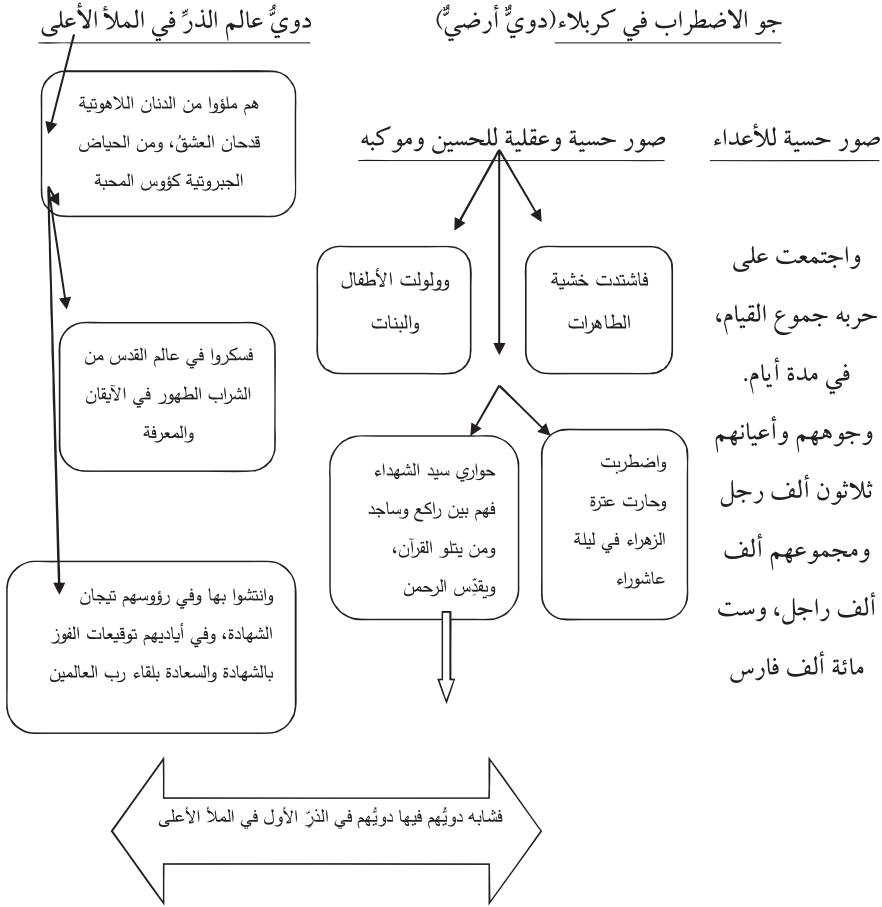 جو الاضطراب في كربلاء (دويٌّ أرضيٌّ)
دويُّ عالم الذرِّ في الملأ الأعلى
صور حسية للأعداء
واجتمعت على
حربه جموع القيام،
في مدة أيام.
وجوههم وأعيانهم
ثلاثون ألف رجل
ومجموعهم ألف
ألف راجل، وست
مائة ألف فارس
صور حسية وعقلية للحسين وموكبه
فاشتدت خشية
الطاهرات
وولولت الأطفال
والبنات
واضطربت
وحارت عترة
الزهراء في ليلة
عاشوراء
حواري سيد الشهداء
فهم بين راكع وساجد
ومن يتلو القرآن،
ويقدِّس الرحمن
هم ملؤوا من الدنان اللاهوتية
قدحان العشقُ، ومن الحياض
الجبروتية كؤوس المحبة
فسكروا في عالم القدس من
الشراب الطهور في الآيقان
والمعرفة
وانتشوا بها وفي رؤوسهم تيجان
الشهادة، وفي أياديهم توقيعات الفوز
بالشهادة والسعادة بلقاء رب العالمين
فشابه دويُّهم فيها دويُّهم في الذرّ الأول في الملأ الأعلى